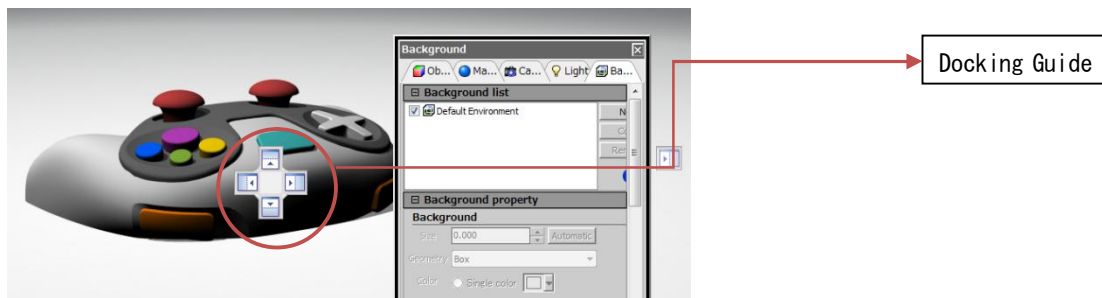 Background
Ob... Ma... Ca... Light Ba...
Background list
Default Environment
N
Ren
Background property
Background
Size 0.000 Automatic
Geometry Box
Color Single color
Docking Guide